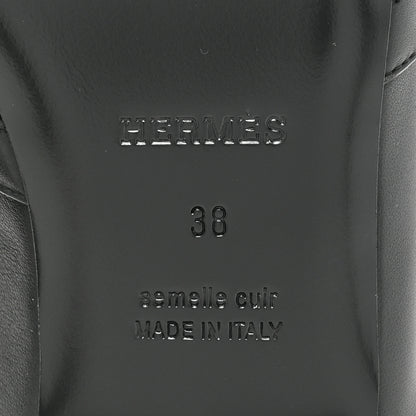 HERMES
38
semelle cuir
MADE IN ITALY